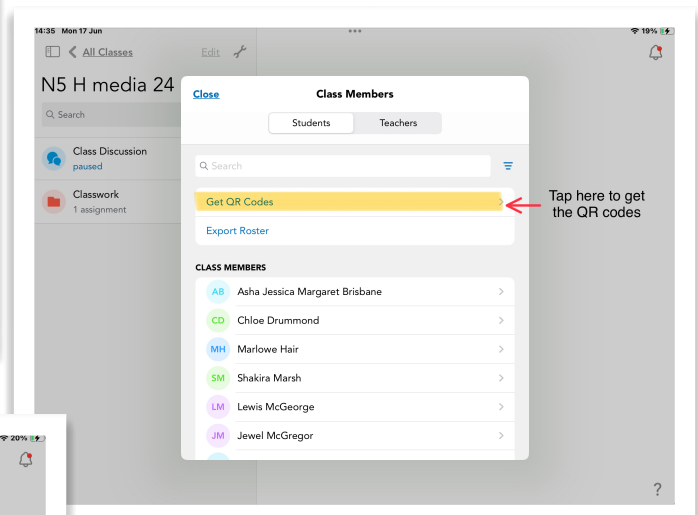 14:35 Mon 17 Jun
19%
All Classes
Edit
N5 H media 24
Search
Class Discussion
paused
Classwork
1 assignment
Close
Class Members
Students
Teachers
Search
Get QR Codes
Export Roster
CLASS MEMBERS
AB Asha Jessica Margaret Brisbane
CD Chloe Drummond
MH Marlowe Hair
SM Shakira Marsh
LM Lewis McGeorge
JM Jewel McGregor
Tap here to get
the QR codes
?
20%